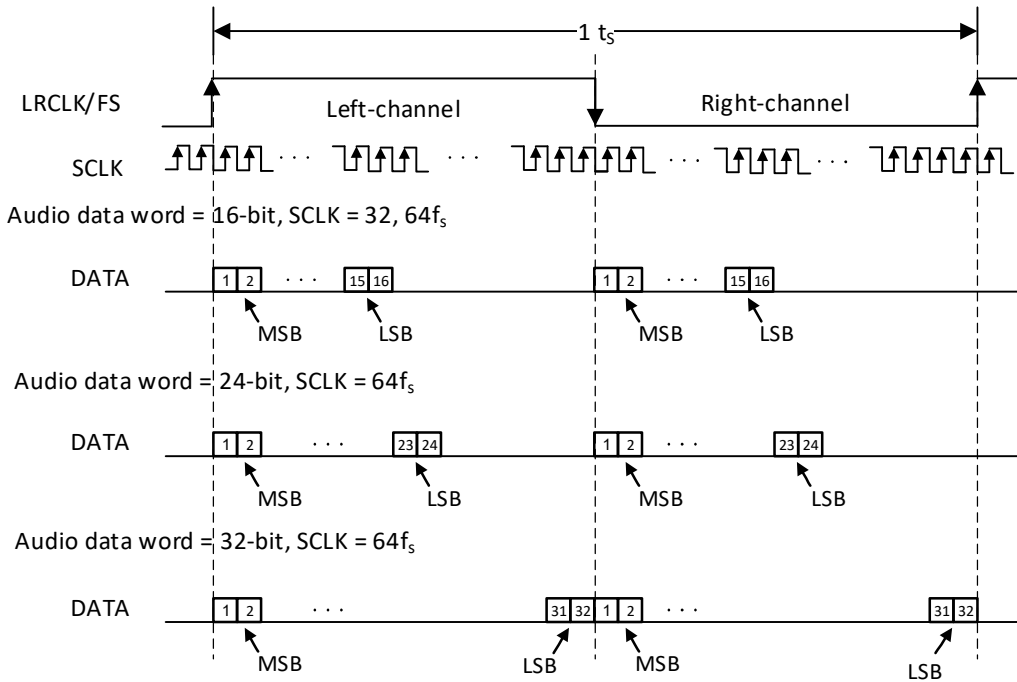 1 tS
LRCLK/FS
Left-channel
Right-channel
SCLK
· · ·
· · ·
· · ·
· · ·
Audio data word = 16-bit, SCLK = 32, 64fs
DATA
1 2 · · · 15 16 1 2 · · · 15 16
MSB LSB MSB LSB
Audio data word = 24-bit, SCLK = 64fs
DATA
1 2 · · · 23 24 1 2 · · · 23 24
MSB LSB MSB LSB
Audio data word = 32-bit, SCLK = 64fs
DATA
1 2 · · · 31 32 1 2 · · · 31 32
MSB LSB MSB LSB